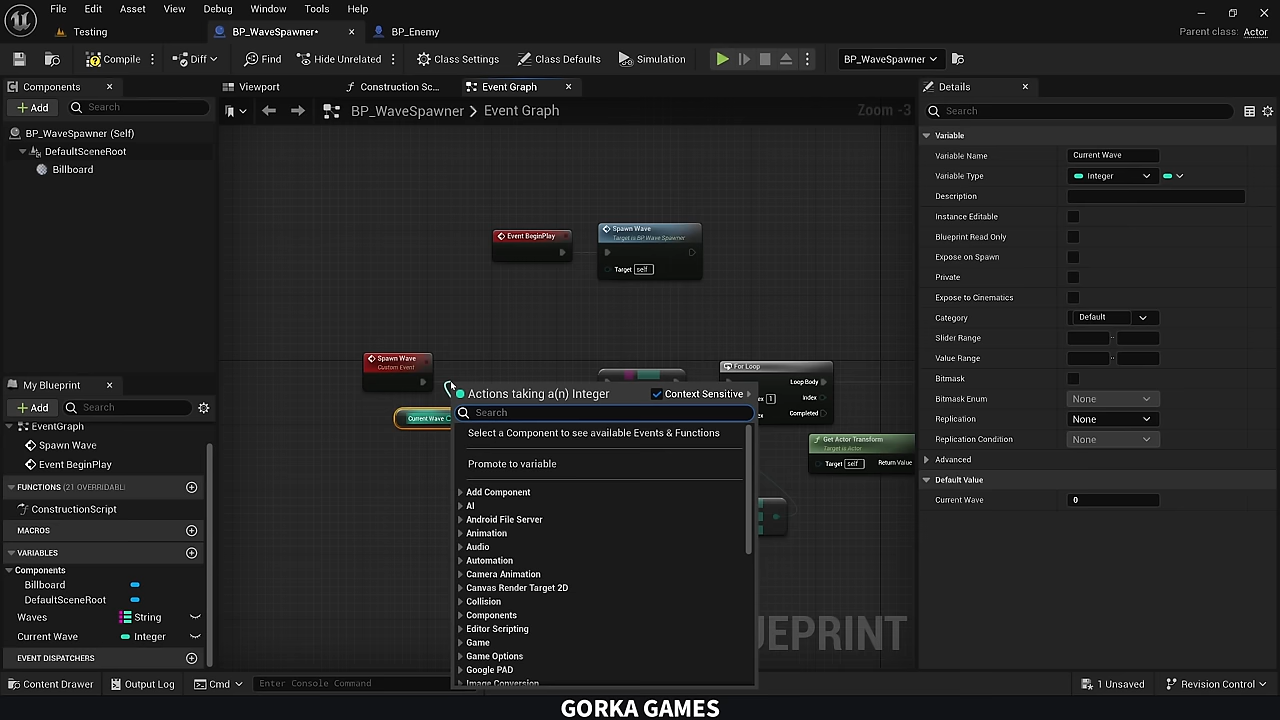 File Edit Asset View Debug Window Tools Help
Testing
BP_WaveSpawner•
BP_Enemy
Parent class: Actor
Compile
Diff
Find
Hide Unrelated
Class Settings
Class Defaults
Simulation
BP_WaveSpawner
Components
Add
Search
BP_WaveSpawner (Self)
DefaultSceneRoot
Billboard
Viewport
Construction Sc...
Event Graph
BP_WaveSpawner > Event Graph
Zoom -3
Event BeginPlay
Spawn Wave
Target is BP Wave Spawner
Target self
Spawn Wave
Custom Event
Current Wave
For Loop
Loop Body
Index
Completed
1
Get Actor Transform
Target is Actor
Target self Return Value
Actions taking a(n) Integer
Context Sensitive
Search
Select a Component to see available Events & Functions
Promote to variable
Add Component
AI
Android File Server
Animation
Audio
Automation
Camera Animation
Canvas Render Target 2D
Collision
Components
Editor Scripting
Game
Game Options
Google PAD
Image Conversion
My Blueprint
Add
Search
EventGraph
Spawn Wave
Event BeginPlay
FUNCTIONS (21 OVERRIDABL
ConstructionScript
MACROS
VARIABLES
Components
Billboard
DefaultSceneRoot
Waves String
Current Wave Integer
EVENT DISPATCHERS
Details
Search
Variable
Variable Name Current Wave
Variable Type Integer
Description
Instance Editable
Blueprint Read Only
Expose on Spawn
Private
Expose to Cinematics
Category Default
Slider Range
Value Range
Bitmask
Bitmask Enum None
Replication None
Replication Condition None
Advanced
Default Value
Current Wave 0
UEPRINT
Content Drawer
Output Log
Cmd
Enter Console Command
1 Unsaved
Revision Control
GORKA GAMES